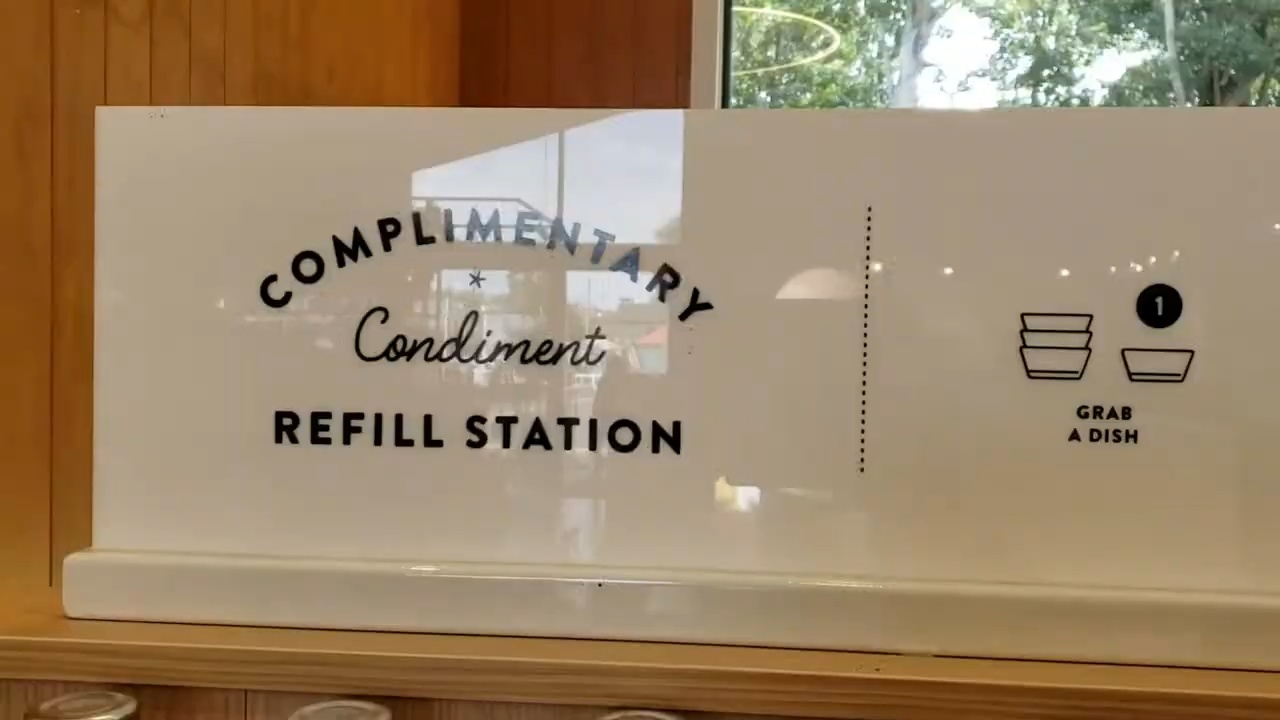 COMPLIMENTARY
*
Condiment
REFILL STATION
1
GRAB
A DISH